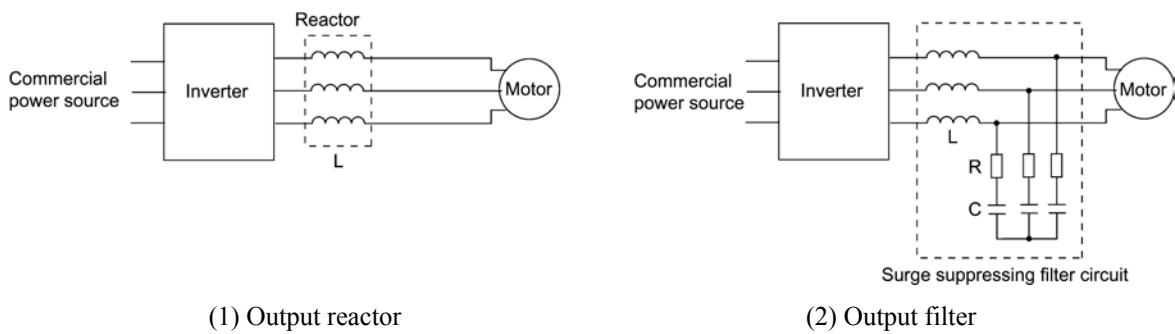 Reactor
Commercial
power source
Inverter
Motor
L
(1) Output reactor
Commercial
power source
Inverter
Motor
L
R
C
Surge suppressing filter circuit
(2) Output filter